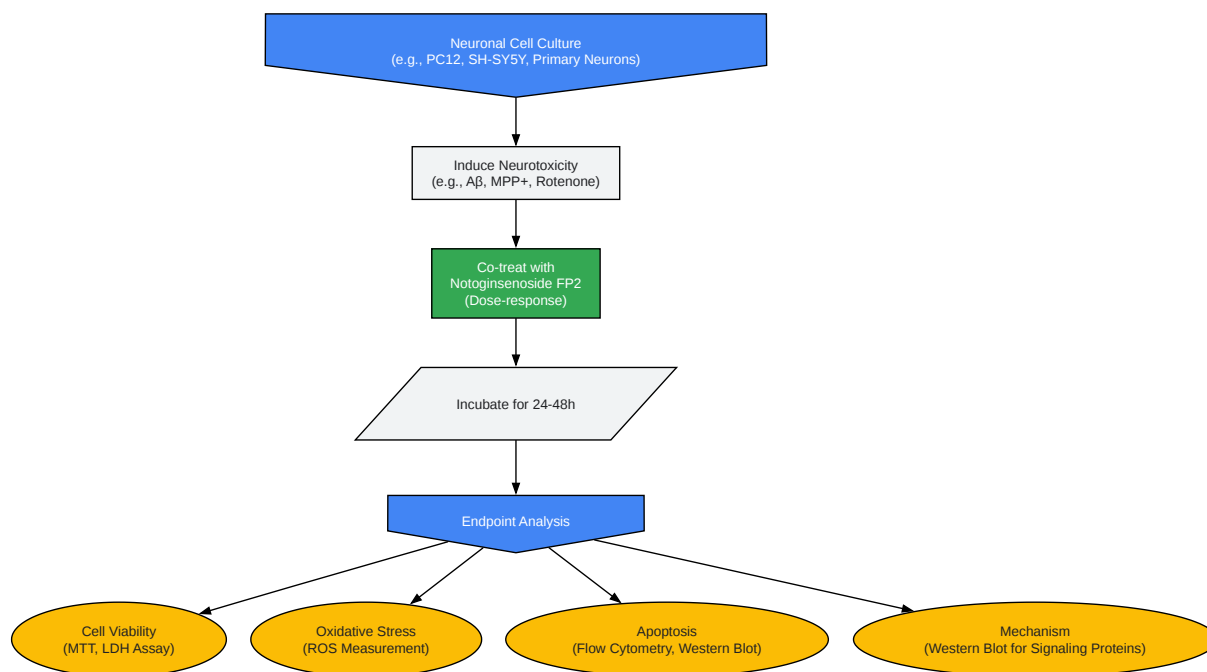 Neuronal Cell Culture
(e.g., PC12, SH-SY5Y, Primary Neurons)
Induce Neurotoxicity
(e.g., Aβ, MPP+, Rotenone)
Co-treat with
Notoginsenoside FP2
(Dose-response)
Incubate for 24-48h
Endpoint Analysis
Cell Viability
(MTT, LDH Assay)
Oxidative Stress
(ROS Measurement)
Apoptosis
(Flow Cytometry, Western Blot)
Mechanism
(Western Blot for Signaling Proteins)